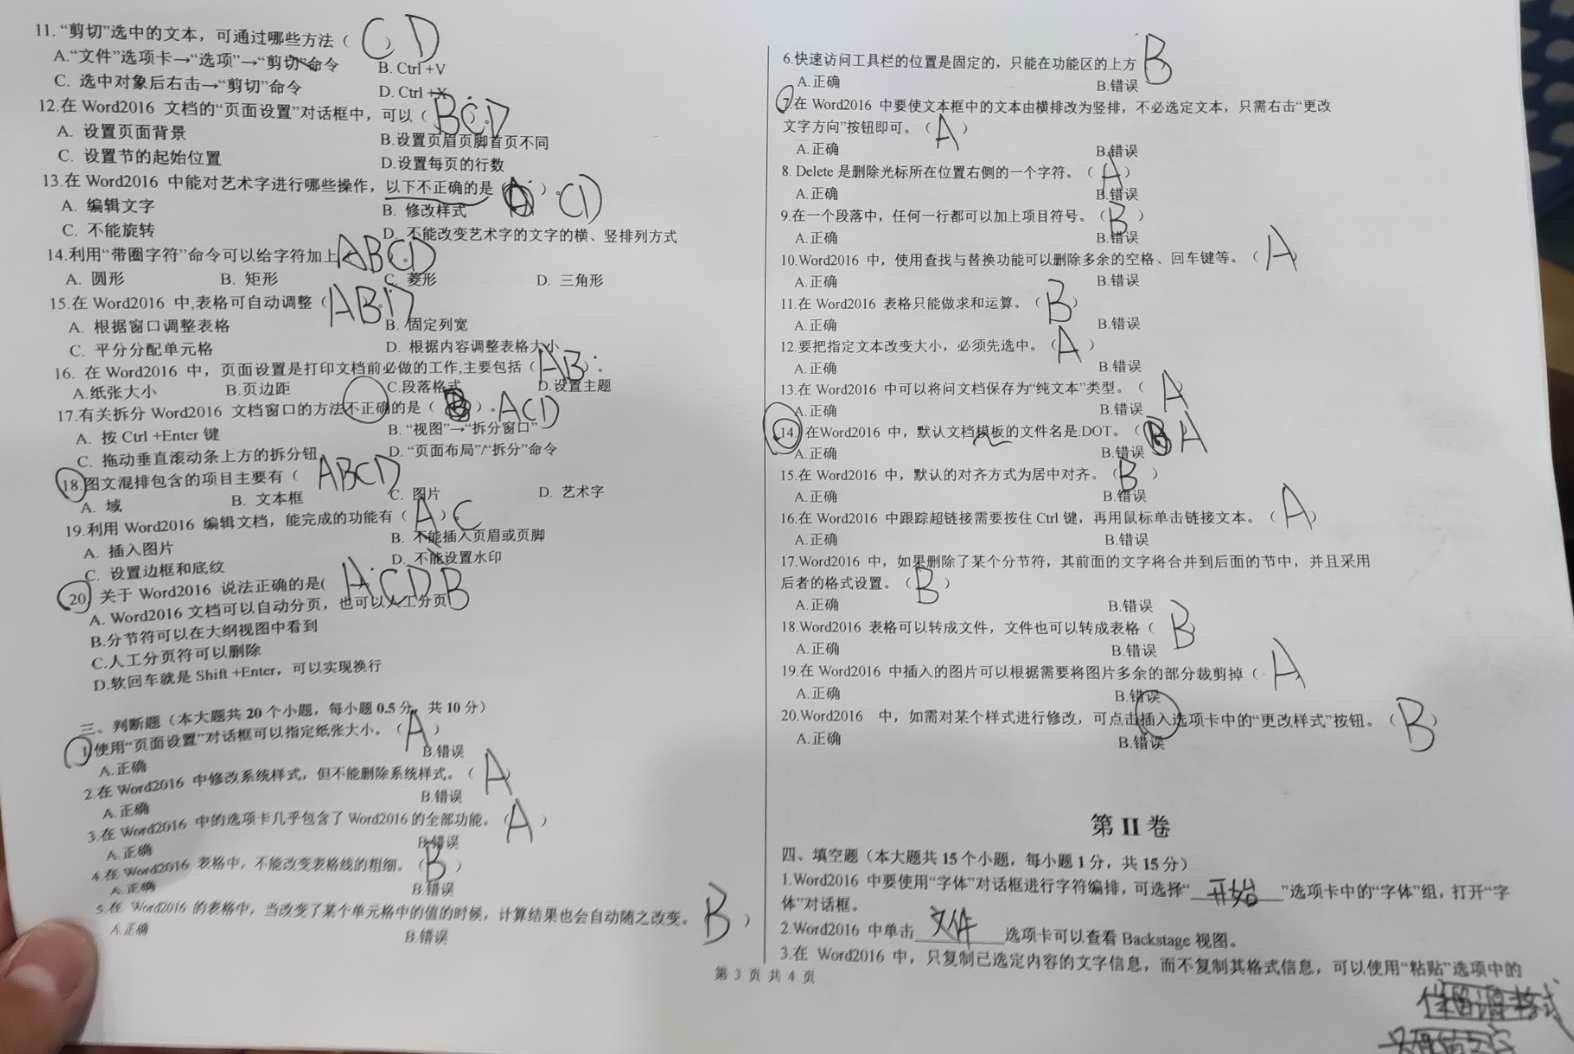 11. “剪切”选中的文本，可通过哪些方法（ CD
A.“文件”选项卡→“选项”→“剪切”命令 B. Ctrl +V
C. 选中对象后右击→“剪切”命令 D. Ctrl +X
12.在 Word2016 文档的“页面设置”对话框中，可以（ BCD
A. 设置页面背景 B.设置页眉页脚首页不同
C. 设置节的起始位置 D.设置每页的行数
13.在 Word2016 中能对艺术字进行哪些操作，以下不正确的是（ ）。CD
A. 编辑文字 B. 修改样式
C. 不能旋转 D. 不能改变艺术字的文字的横、竖排列方式
14.利用“带圈字符”命令可以给字符加上 ABCD
A. 圆形 B. 矩形 C. 菱形 D. 三角形
15.在 Word2016 中,表格可自动调整（ ABD
A. 根据窗口调整表格 B. 固定列宽
C. 平分分配单元格 D. 根据内容调整表格大小
16. 在 Word2016 中，页面设置是打印文档前必做的工作,主要包括（ AB ）。
A.纸张大小 B.页边距 C.段落格式 D.设置主题
17.有关拆分 Word2016 文档窗口的方法不正确的是（ ）。ACD
A. 按 Ctrl +Enter 键 B. “视图”→“拆分窗口”
C. 拖动垂直滚动条上方的拆分钮 D. “页面布局”/“拆分”命令
18.图文混排包含的项目主要有（ ABCD
A. 域 B. 文本框 C. 图片 D. 艺术字
19.利用 Word2016 编辑文档，能完成的功能有（ A ）。C
A. 插入图片 B. 不能插入页眉或页脚
C. 设置边框和底纹 D. 不能设置水印
20. 关于 Word2016 说法正确的是( ACDB
A. Word2016 文档可以自动分页，也可以人工分页
B.分节符可以在大纲视图中看到
C.人工分页符可以删除
D.软回车就是 Shift +Enter，可以实现换行
三、判断题（本大题共 20 个小题，每小题 0.5 分，共 10 分）
1.使用“页面设置”对话框可以指定纸张大小。（ A ）
A.正确 B.错误
2.在 Word2016 中修改系统样式，但不能删除系统样式。（ A
A.正确 B.错误
3.在 Word2016 中的选项卡几乎包含了 Word2016 的全部功能。（ A ）
A.正确 B.错误
4.在 Word2016 表格中，不能改变表格线的粗细。（ B ）
A.正确 B.错误
5.在 Word2016 的表格中，当改变了某个单元格中的值的时候，计算结果也会自动随之改变。 B ）
A.正确 B.错误
6.快速访问工具栏的位置是固定的，只能在功能区的上方 B
A.正确 B.错误
7.在 Word2016 中要使文本框中的文本由横排改为竖排，不必选定文本，只需右击“更改
文字方向”按钮即可。（ A ）
A.正确 B.错误
8. Delete 是删除光标所在位置右侧的一个字符。（ A ）
A.正确 B.错误
9.在一个段落中，任何一行都可以加上项目符号。（ B ）
A.正确 B.错误
10.Word2016 中，使用查找与替换功能可以删除多余的空格、回车键等。（ A
A.正确 B.错误
11.在 Word2016 表格只能做求和运算。（ B ）
A.正确 B.错误
12.要把指定文本改变大小，必须先选中。（ A ）
A.正确 B.错误
13.在 Word2016 中可以将问文档保存为“纯文本”类型。（ A
A.正确 B.错误
14. 在Word2016 中，默认文档模板的文件名是.DOT。（ A
A.正确 B.错误
15.在 Word2016 中，默认的对齐方式为居中对齐。（ B ）
A.正确 B.错误
16.在 Word2016 中跟踪超链接需要按住 Ctrl 键，再用鼠标单击链接文本。（ A ）
A.正确 B.错误
17.Word2016 中，如果删除了某个分节符，其前面的文字将合并到后面的节中，并且采用
后者的格式设置。（ B ）
A.正确 B.错误
18.Word2016 表格可以转成文件，文件也可以转成表格（ B
A.正确 B.错误
19.在 Word2016 中插入的图片可以根据需要将图片多余的部分裁剪掉（ A
A.正确 B.错误
20.Word2016 中，如需对某个样式进行修改，可点击插入选项卡中的“更改样式”按钮。（ B ）
A.正确 B.错误
第 II 卷
四、填空题（本大题共 15 个小题，每小题 1 分，共 15 分）
1.Word2016 中要使用“字体”对话框进行字符编排，可选择“ 开始 ”选项卡中的“字体”组，打开“字
体”对话框。
2.Word2016 中单击 文件 选项卡可以查看 Backstage 视图。
3.在 Word2016 中，只复制已选定内容的文字信息，而不复制其格式信息，可以使用“粘贴”选项中的
第 3 页 共 4 页